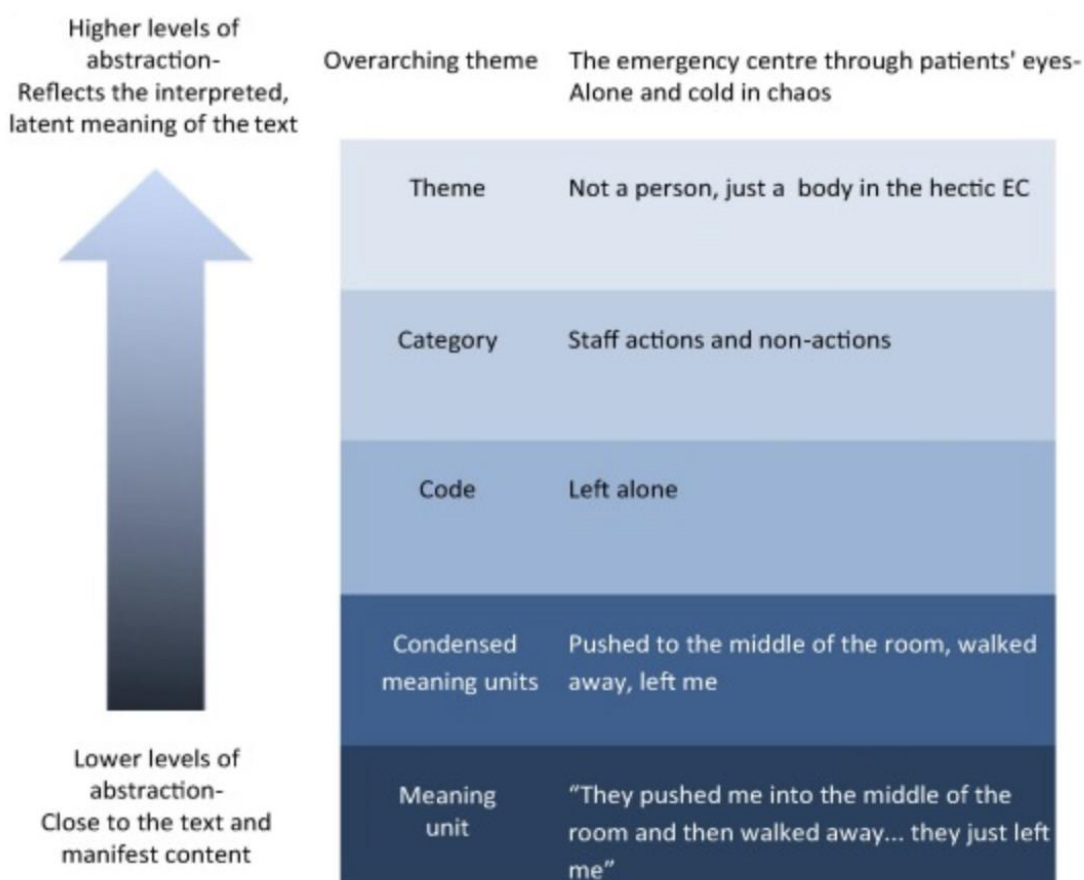 Higher levels of
abstraction-
Reflects the interpreted,
latent meaning of the text
Overarching theme
The emergency centre through patients' eyes-
Alone and cold in chaos
Theme
Not a person, just a  body in the hectic EC
Category
Staff actions and non-actions
Code
Left alone
Condensed
meaning units
Pushed to the middle of the room, walked
away, left me
Meaning
unit
"They pushed me into the middle of the
room and then walked away... they just left
me"
Lower levels of
abstraction-
Close to the text and
manifest content